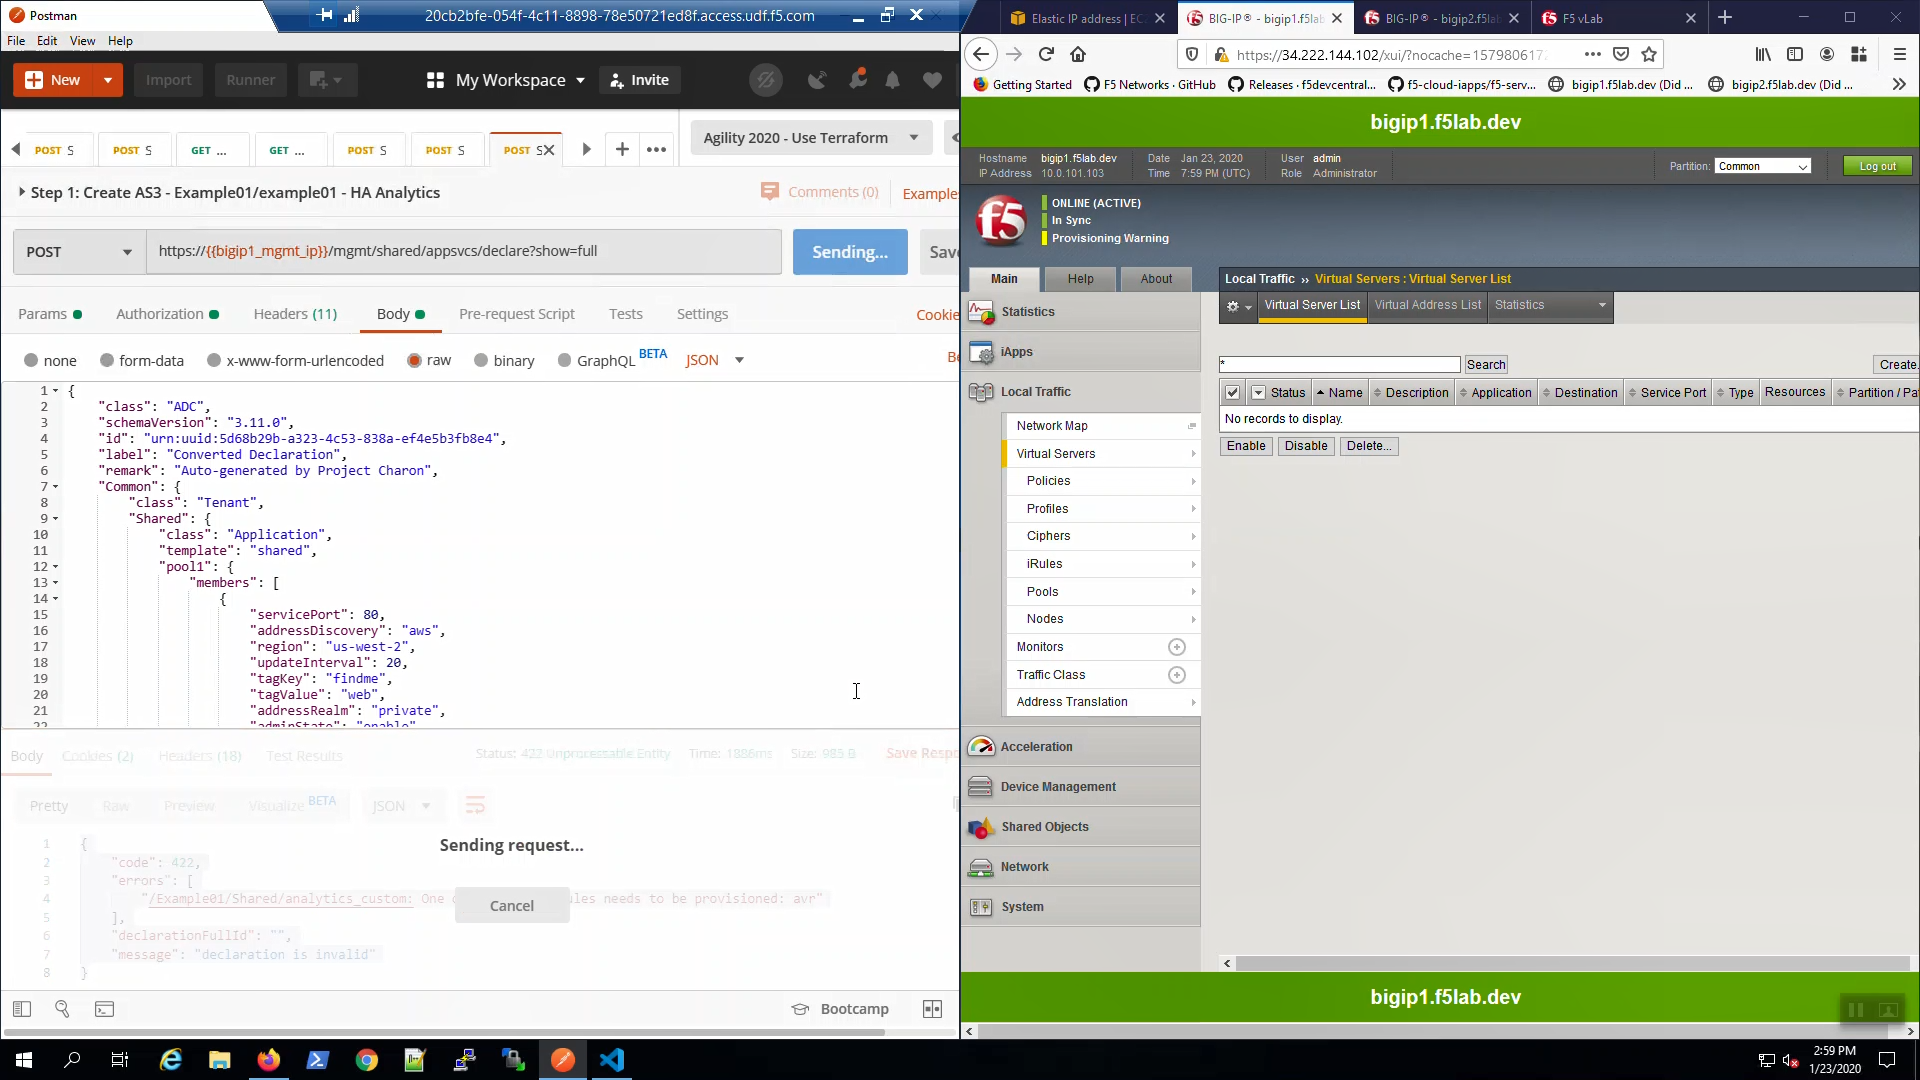 Postman
20cb2bfe-054f-4c11-8898-78e50721ed8f.access.udf.f5.com
File Edit View Help
New Import Runner My Workspace Invite
POST S POST S GET ... GET ... POST S POST S POST S
Agility 2020 - Use Terraform
Step 1: Create AS3 - Example01/example01 - HA Analytics
Comments (0) Examples
POST https://{{bigip1_mgmt_ip}}/mgmt/shared/appsvcs/declare?show=full Sending... Save
Params Authorization Headers (11) Body Pre-request Script Tests Settings Cookie
none form-data x-www-form-urlencoded raw binary GraphQL BETA JSON Be
1 {
2 "class": "ADC",
3 "schemaVersion": "3.11.0",
4 "id": "urn:uuid:5d68b29b-a323-4c53-838a-ef4e5b3fb8e4",
5 "label": "Converted Declaration",
6 "remark": "Auto-generated by Project Charon",
7 "Common": {
8 "class": "Tenant",
9 "Shared": {
10 "class": "Application",
11 "template": "shared",
12 "pool1": {
13 "members": [
14 {
15 "servicePort": 80,
16 "addressDiscovery": "aws",
17 "region": "us-west-2",
18 "updateInterval": 20,
19 "tagKey": "findme",
20 "tagValue": "web",
21 "addressRealm": "private",
22 "adminState": "enable"
Body Cookies (2) Headers (18) Test Results Status: 422 Unprocessable Entity Time: 1886ms Size: 985 B Save Resp
Pretty Raw Preview Visualize BETA JSON
Sending request...
Cancel
1 {
2 "code": 422,
3 "errors": [
4 "/Example01/Shared/analytics_custom: One ules needs to be provisioned: avr"
5 ],
6 "declarationFullId": "",
7 "message": "declaration is invalid"
8 }
Bootcamp
Elastic IP address | EC BIG-IP® - bigip1.f5lab BIG-IP® - bigip2.f5lab F5 vLab
https://34.222.144.102/xui/?nocache=157980617
Getting Started F5 Networks · GitHub Releases · f5devcentral... f5-cloud-iapps/f5-serv... bigip1.f5lab.dev (Did ... bigip2.f5lab.dev (Did ...
bigip1.f5lab.dev
Hostname bigip1.f5lab.dev Date Jan 23, 2020 User admin
IP Address 10.0.101.103 Time 7:59 PM (UTC) Role Administrator
Partition: Common Log out
f5
ONLINE (ACTIVE)
In Sync
Provisioning Warning
Main Help About
Local Traffic ›› Virtual Servers : Virtual Server List
Virtual Server List Virtual Address List Statistics
Statistics
iApps
Local Traffic
Network Map
Virtual Servers
Policies
Profiles
Ciphers
iRules
Pools
Nodes
Monitors
Traffic Class
Address Translation
Acceleration
Device Management
Shared Objects
Network
System
* Search Create.
Status Name Description Application Destination Service Port Type Resources Partition / Pa
No records to display.
Enable Disable Delete...
bigip1.f5lab.dev
2:59 PM
1/23/2020